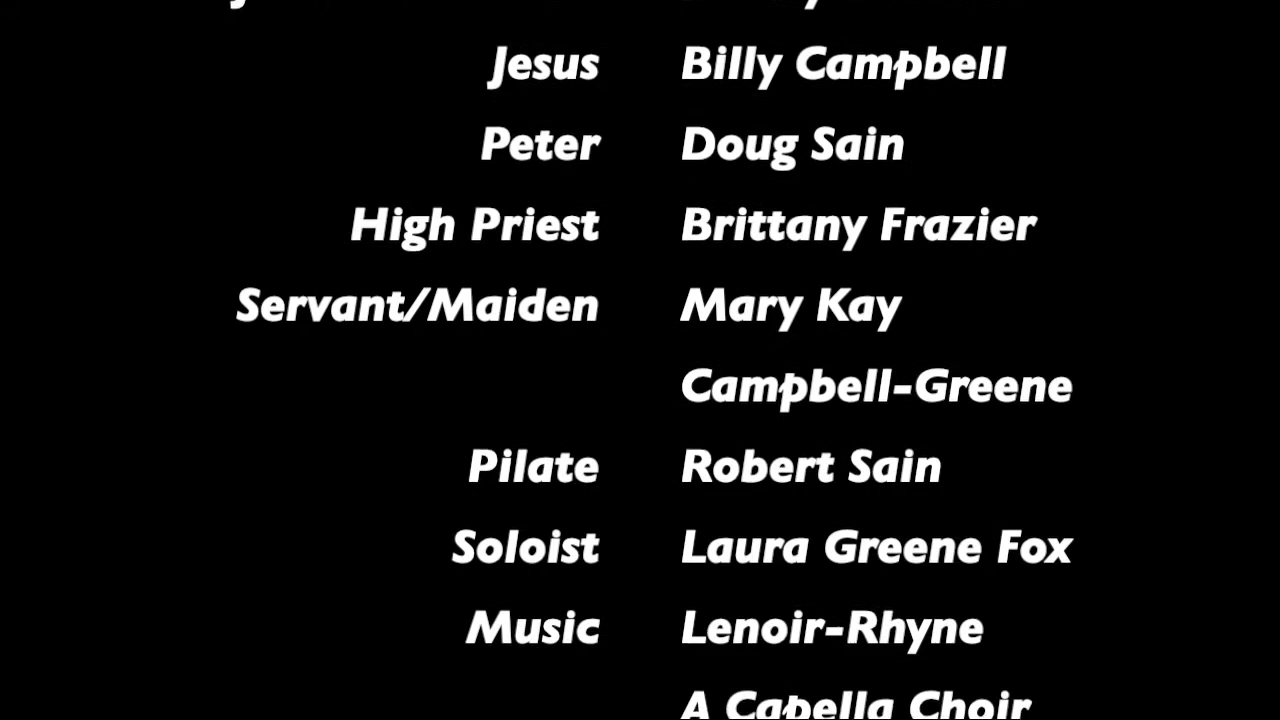 Jesus Billy Campbell
Peter Doug Sain
High Priest Brittany Frazier
Servant/Maiden Mary Kay
Campbell-Greene
Pilate Robert Sain
Soloist Laura Greene Fox
Music Lenoir-Rhyne
A Capella Choir